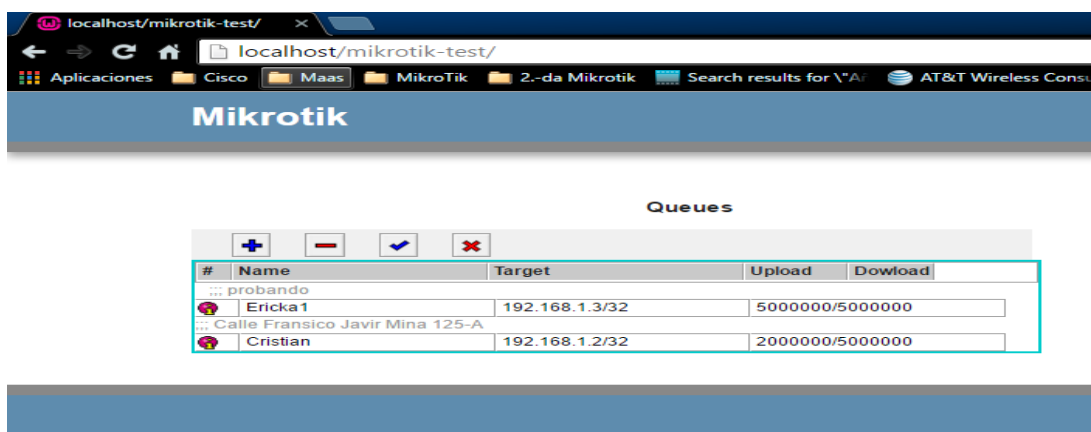 localhost/mikrotik-test/
localhost/mikrotik-test/
Aplicaciones Cisco Maas MikroTik 2.-da Mikrotik Search results for \"A AT&T Wireless Consu
Mikrotik
Queues
# Name Target Upload Dowload
;;; probando
Ericka1 192.168.1.3/32 5000000/5000000
;;; Calle Fransico Javir Mina 125-A
Cristian 192.168.1.2/32 2000000/5000000